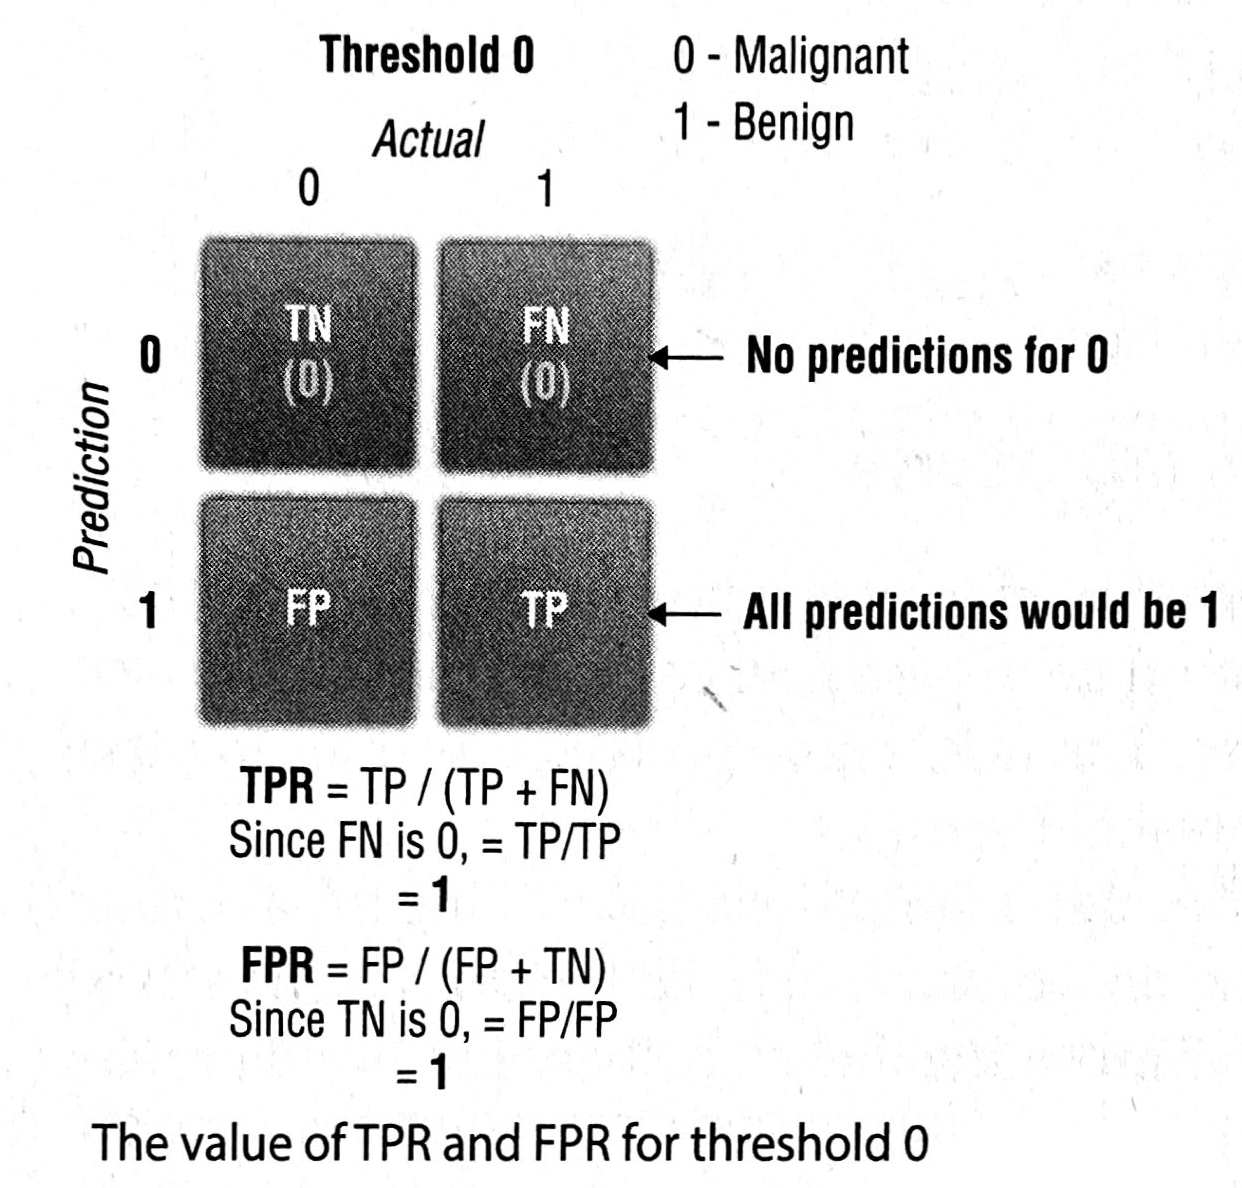 Threshold 0
0 - Malignant
1 - Benign
Actual
0 1
Prediction
0
TN
(0)
FN
(0)
No predictions for 0
1
FP
TP
All predictions would be 1
TPR = TP / (TP + FN)
Since FN is 0, = TP/TP
= 1
FPR = FP / (FP + TN)
Since TN is 0, = FP/FP
= 1
The value of TPR and FPR for threshold 0